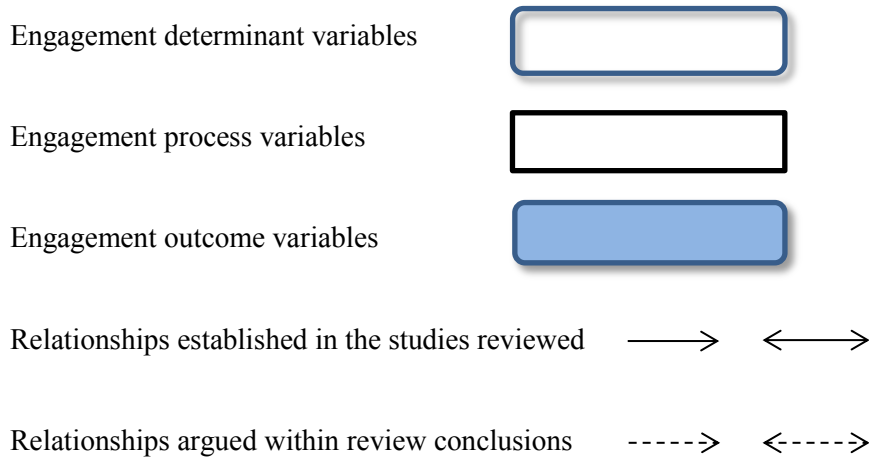 Engagement determinant variables
Engagement process variables
Engagement outcome variables
Relationships established in the studies reviewed
Relationships argued within review conclusions